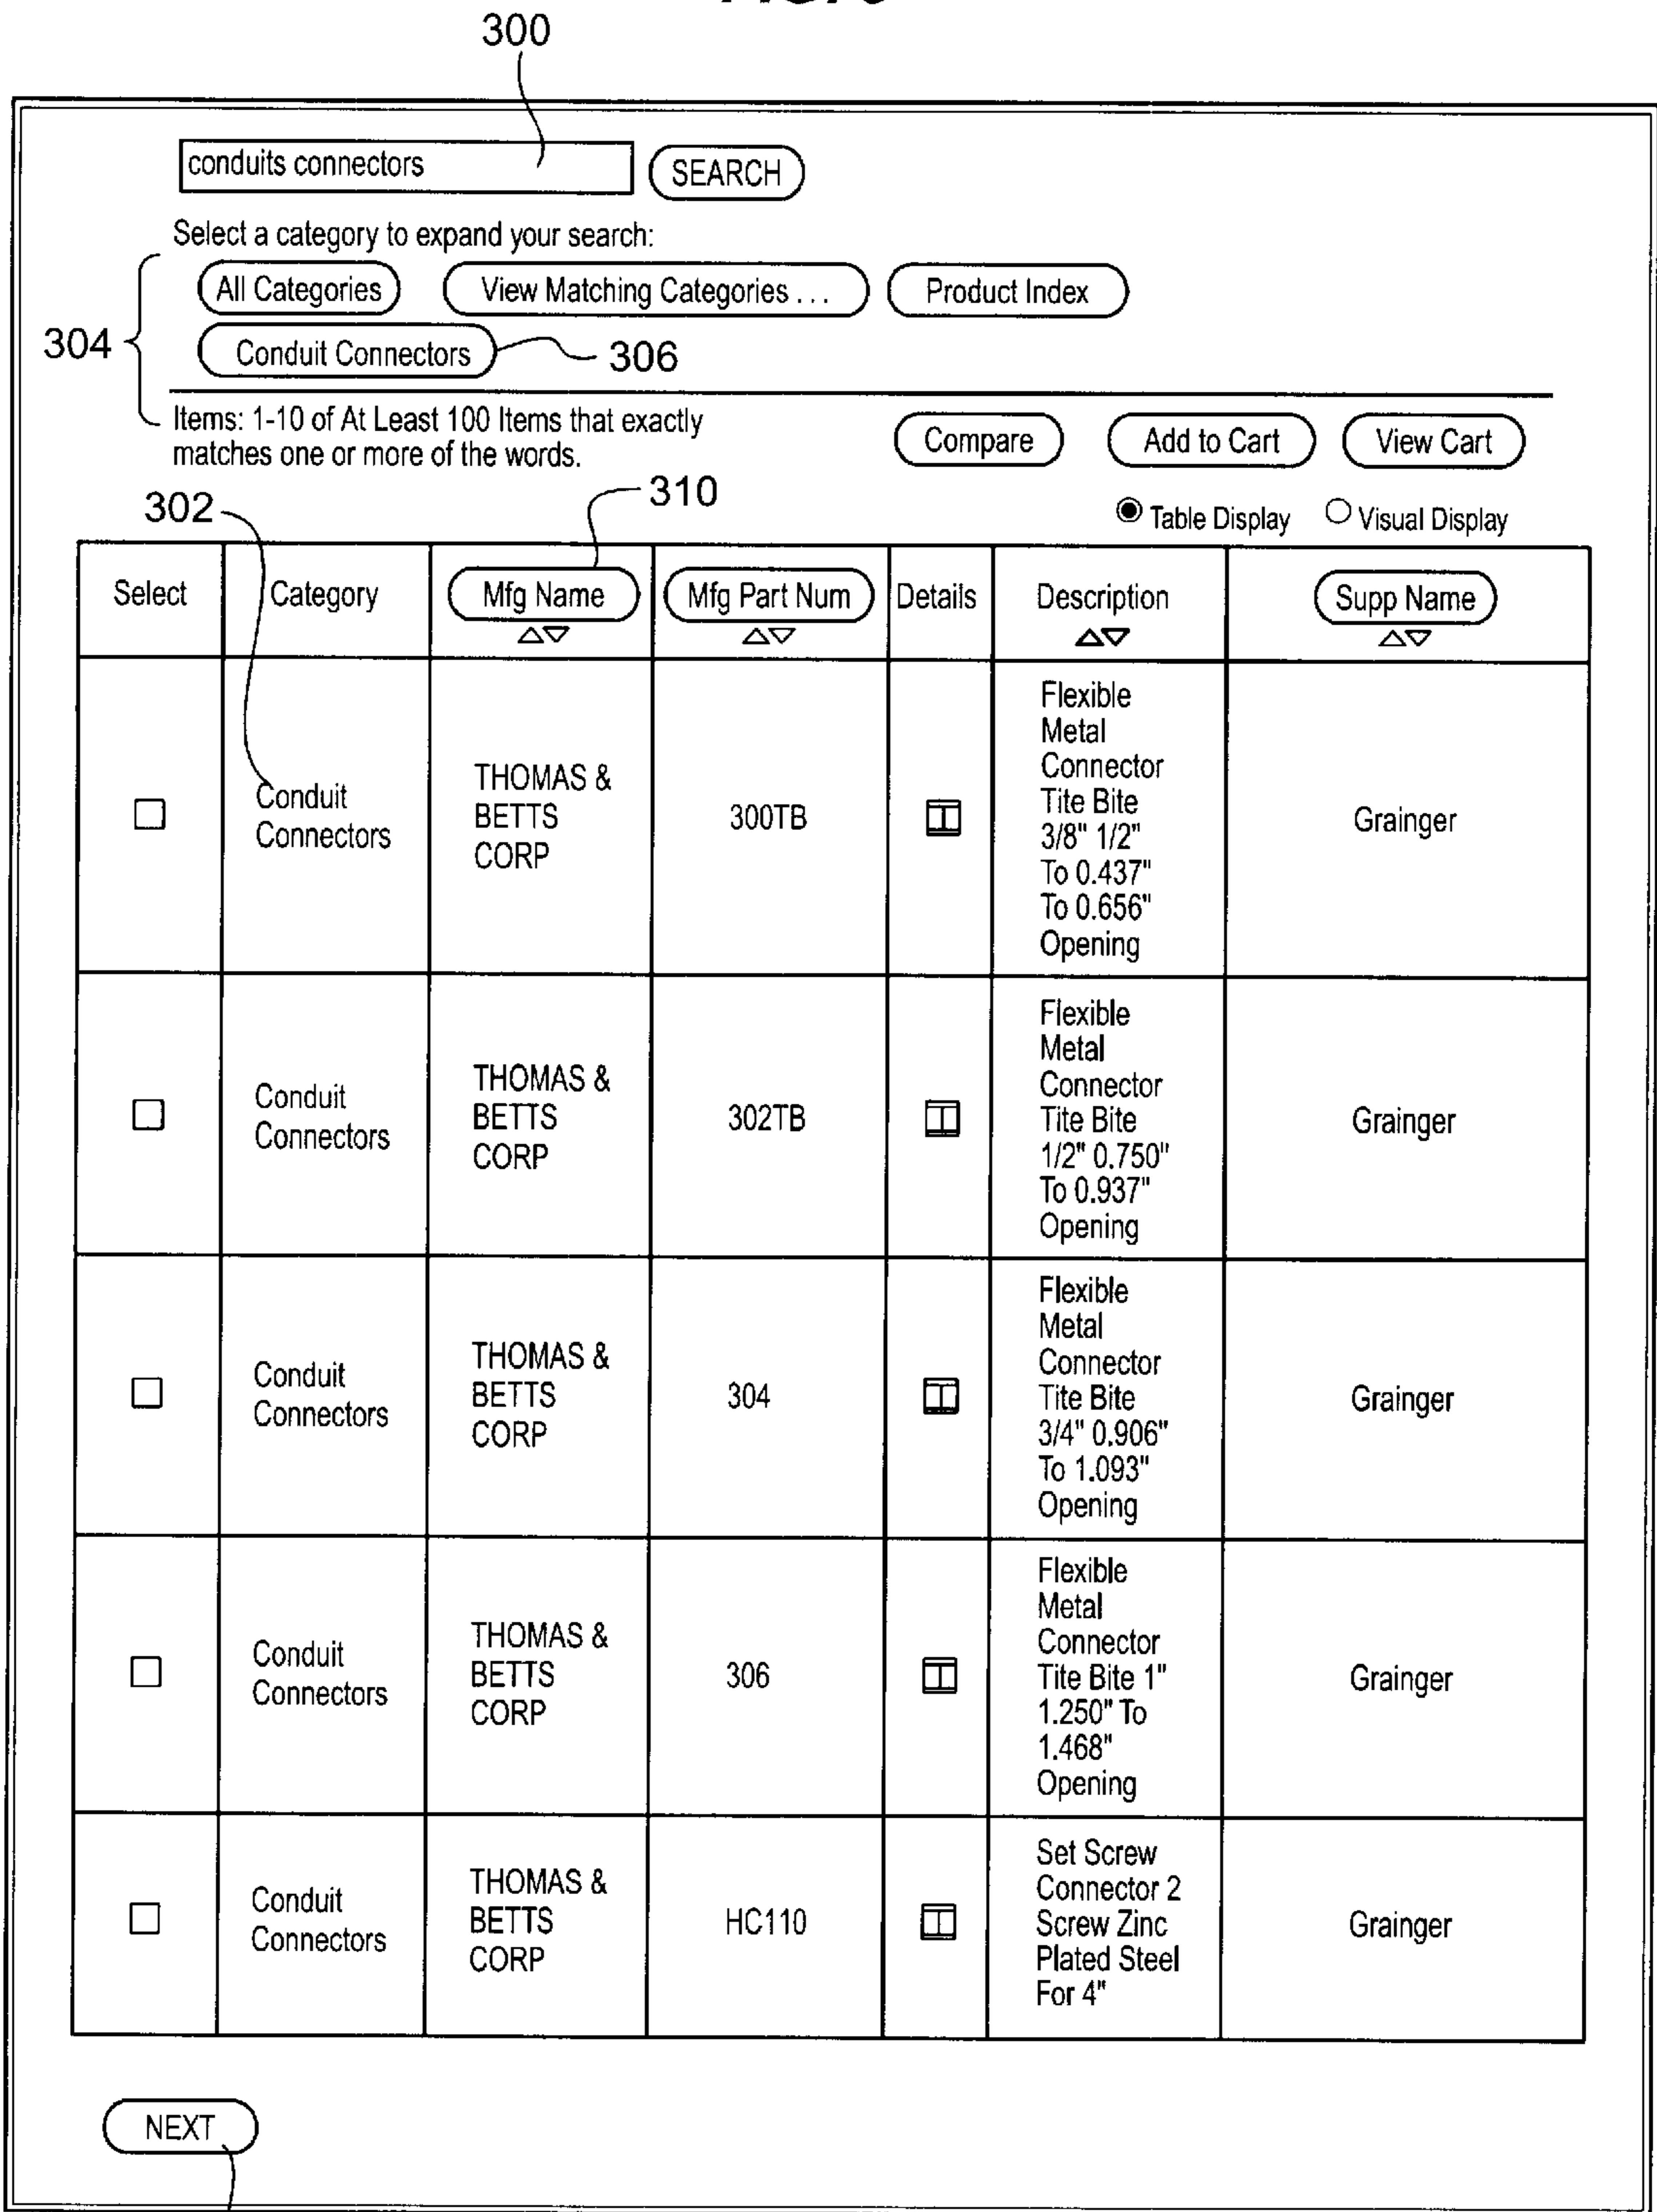 300
conduits connectors SEARCH
Select a category to expand your search:
All Categories View Matching Categories . . . Product Index
304 Conduit Connectors 306
Items: 1-10 of At Least 100 Items that exactly
matches one or more of the words.
Compare Add to Cart View Cart
302 310
Table Display Visual Display
Select Category Mfg Name Mfg Part Num Details Description Supp Name
Conduit
Connectors
THOMAS &
BETTS
CORP
300TB
Flexible
Metal
Connector
Tite Bite
3/8" 1/2"
To 0.437"
To 0.656"
Opening
Grainger
Conduit
Connectors
THOMAS &
BETTS
CORP
302TB
Flexible
Metal
Connector
Tite Bite
1/2" 0.750"
To 0.937"
Opening
Grainger
Conduit
Connectors
THOMAS &
BETTS
CORP
304
Flexible
Metal
Connector
Tite Bite
3/4" 0.906"
To 1.093"
Opening
Grainger
Conduit
Connectors
THOMAS &
BETTS
CORP
306
Flexible
Metal
Connector
Tite Bite 1"
1.250" To
1.468"
Opening
Grainger
Conduit
Connectors
THOMAS &
BETTS
CORP
HC110
Set Screw
Connector 2
Screw Zinc
Plated Steel
For 4"
Grainger
NEXT